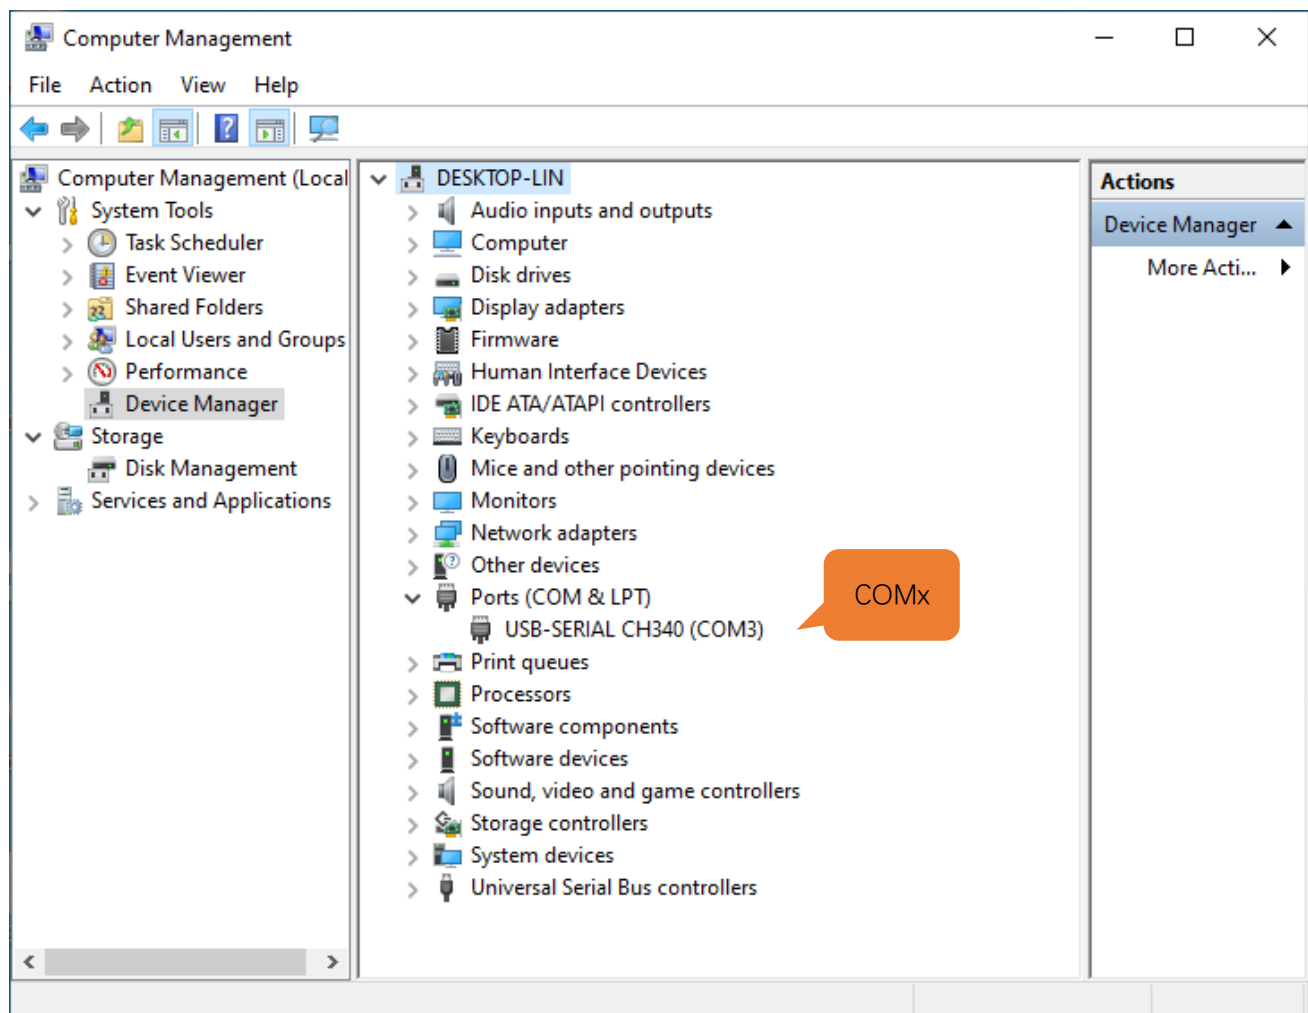 Computer Management
File Action View Help
Computer Management (Local
System Tools
Task Scheduler
Event Viewer
Shared Folders
Local Users and Groups
Performance
Device Manager
Storage
Disk Management
Services and Applications
DESKTOP-LIN
Audio inputs and outputs
Computer
Disk drives
Display adapters
Firmware
Human Interface Devices
IDE ATA/ATAPI controllers
Keyboards
Mice and other pointing devices
Monitors
Network adapters
Other devices
Ports (COM & LPT)
USB-SERIAL CH340 (COM3)
COMx
Print queues
Processors
Software components
Software devices
Sound, video and game controllers
Storage controllers
System devices
Universal Serial Bus controllers
Actions
Device Manager
More Acti...